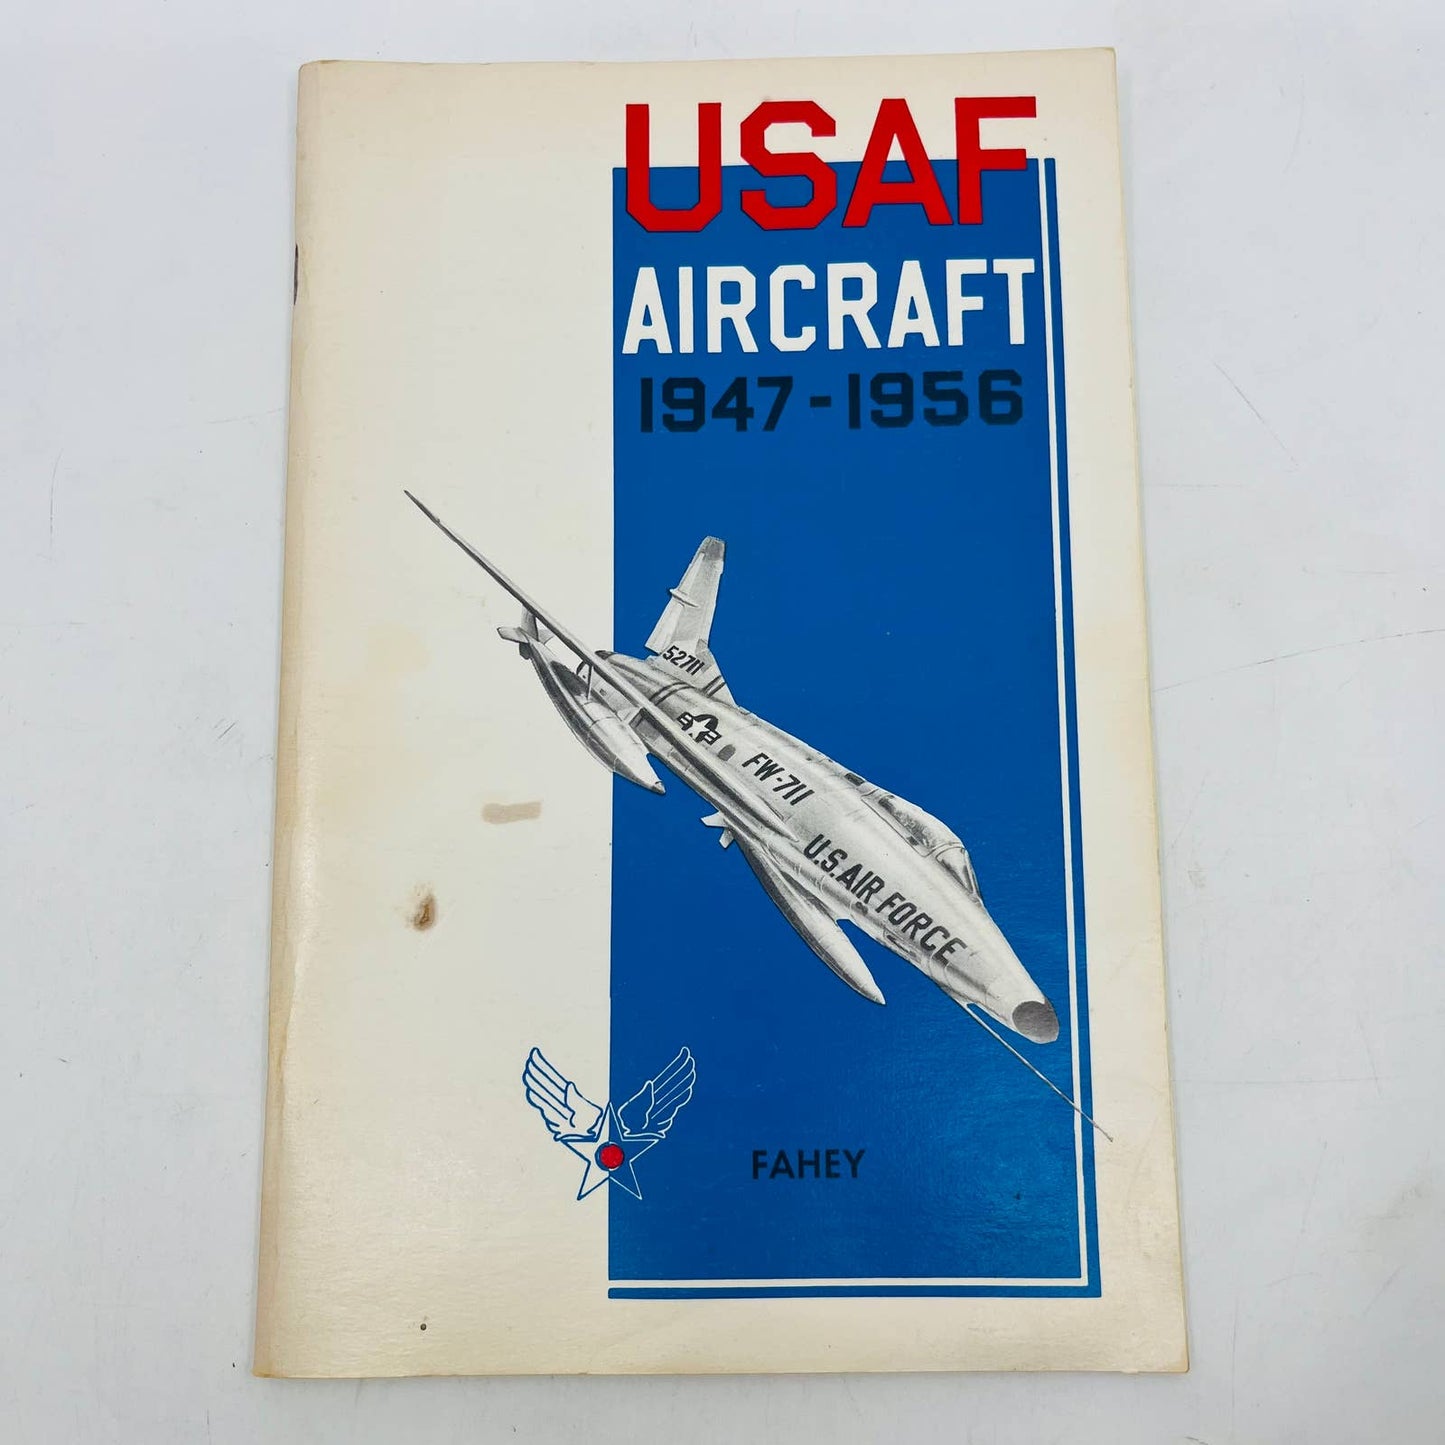 USAF
AIRCRAFT
1947-1956
52711
FW-711
U.S. AIR FORCE
FAHEY